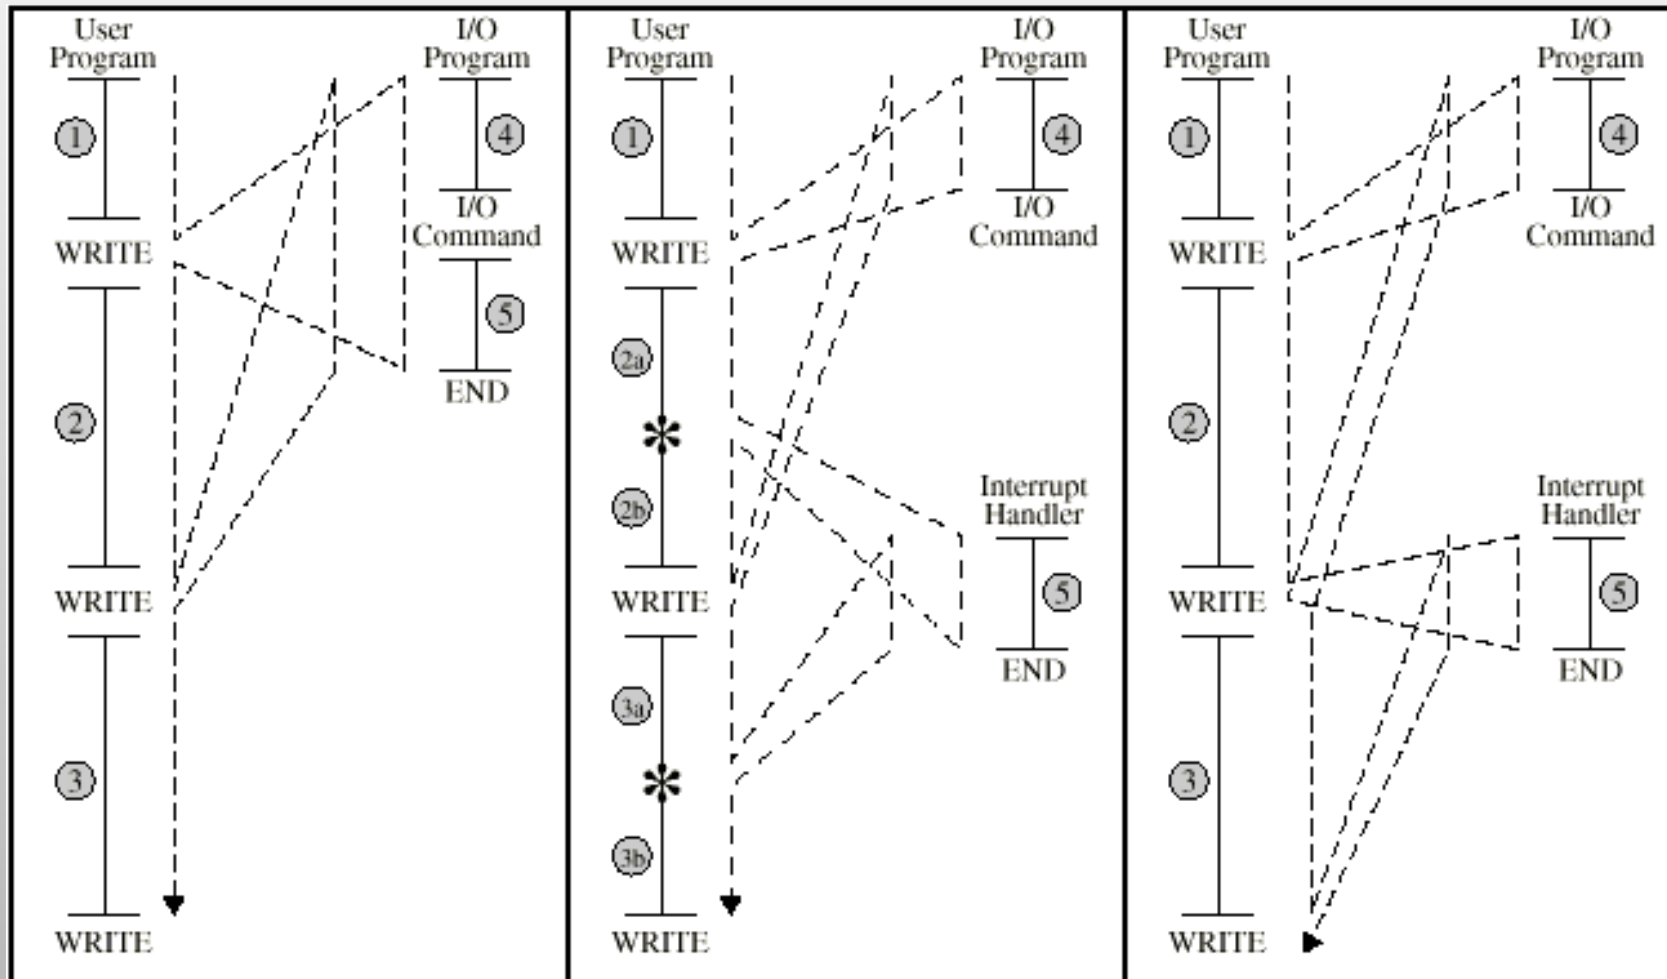 User
Program
I/O
Program
1
4
WRITE
I/O
Command
5
END
2
WRITE
3
WRITE
User
Program
I/O
Program
1
4
WRITE
I/O
Command
2a
*
2b
Interrupt
Handler
5
WRITE
END
3a
*
3b
WRITE
User
Program
I/O
Program
1
4
WRITE
I/O
Command
2
Interrupt
Handler
5
WRITE
END
3
WRITE